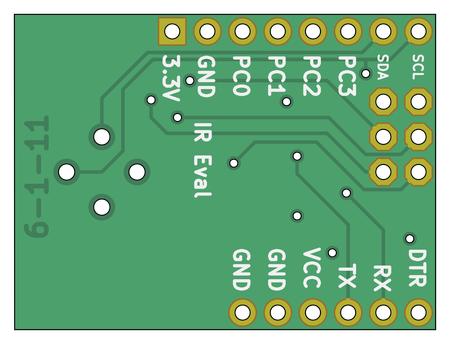 3.3V
GND
PC0
PC1
PC2
PC3
SDA
SCL
6-1-11
IR Eval
GND
GND
VCC
TX
RX
DTR